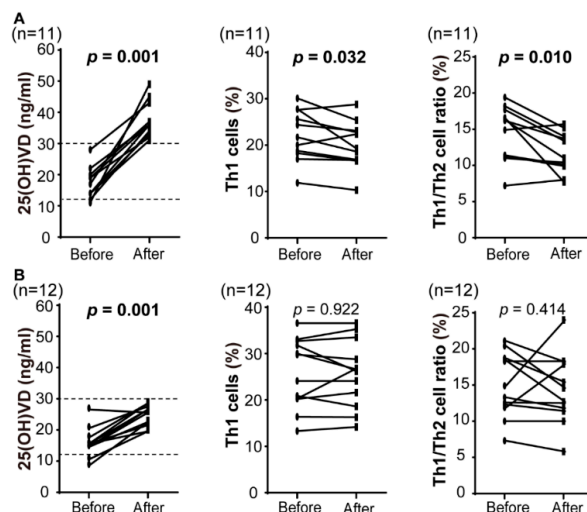 A
(n=11)
p = 0.001
25(OH)VD (ng/ml)
60
50
40
30
20
10
0
Before After
(n=11)
p = 0.032
Th1 cells (%)
40
30
20
10
0
Before After
(n=11)
p = 0.010
Th1/Th2 cell ratio (%)
25
20
15
10
5
0
Before After
B
(n=12)
p = 0.001
25(OH)VD (ng/ml)
60
50
40
30
20
10
0
Before After
(n=12)
p = 0.922
Th1 cells (%)
40
30
20
10
0
Before After
(n=12)
p = 0.414
Th1/Th2 cell ratio (%)
25
20
15
10
5
0
Before After